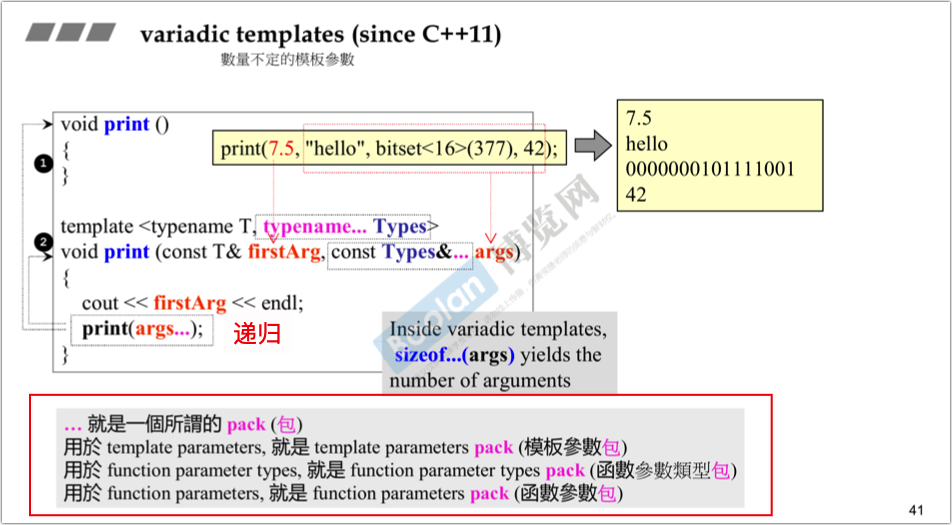 variadic templates (since C++11)
數量不定的模板參數
void print ()
{
}
1
print(7.5, "hello", bitset<16>(377), 42);
7.5
hello
0000000101111001
42
2
template <typename T, typename... Types>
void print (const T& firstArg, const Types&... args)
{
cout << firstArg << endl;
print(args...);
}
递归
Inside variadic templates,
sizeof...(args) yields the
number of arguments
Boolan
博览网
… 就是一個所謂的 pack (包)
用於 template parameters, 就是 template parameters pack (模板參數包)
用於 function parameter types, 就是 function parameter types pack (函數參數類型包)
用於 function parameters, 就是 function parameters pack (函數參數包)
41